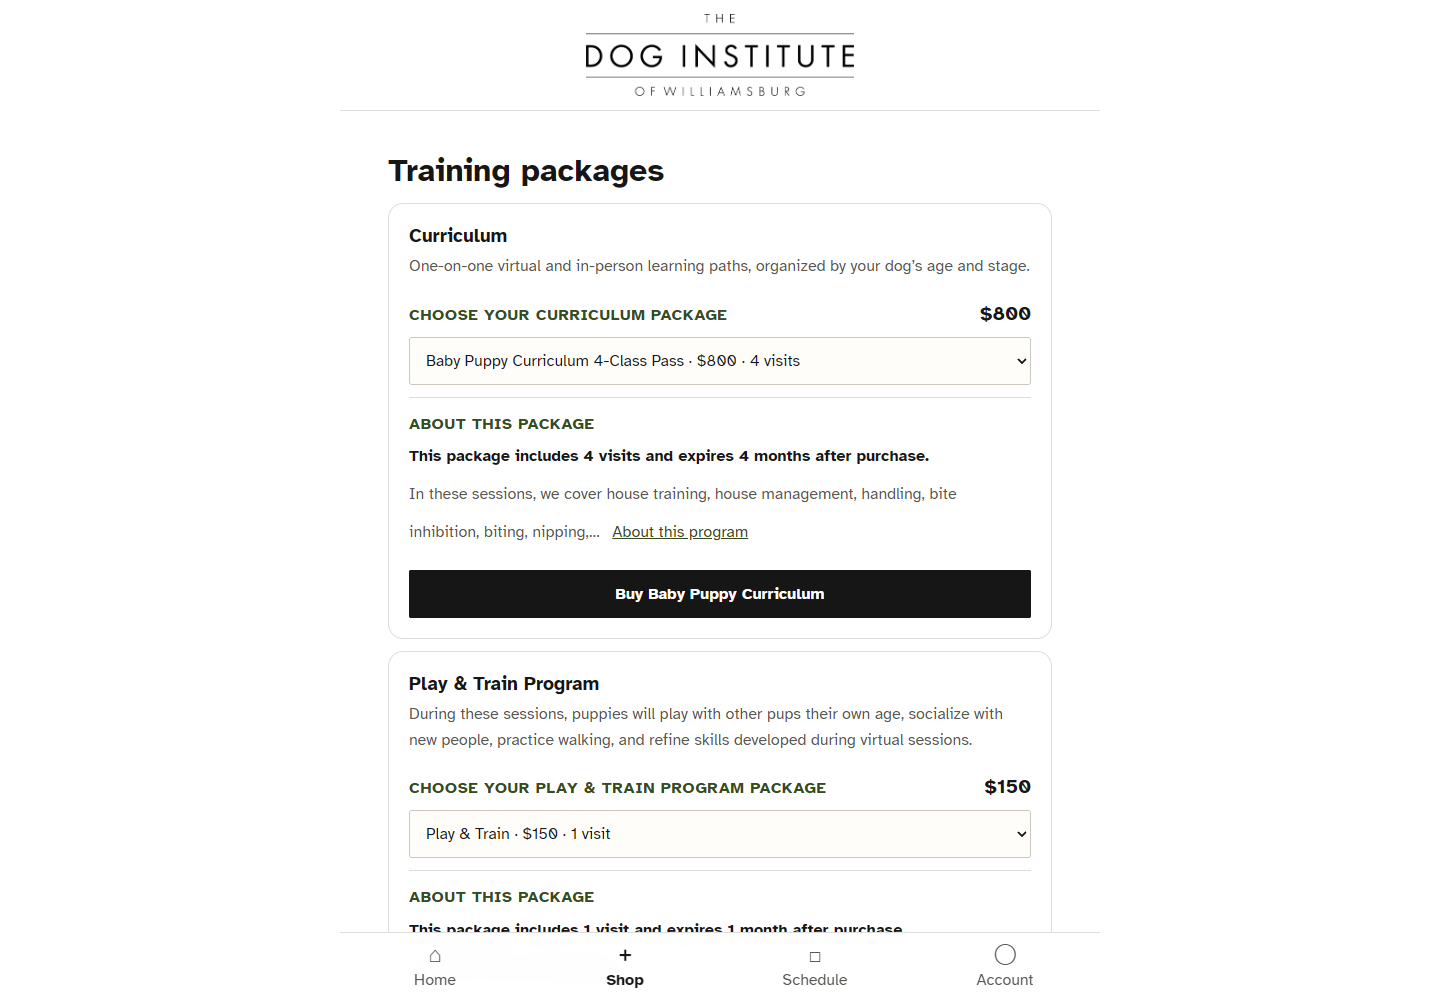 THE
DOG INSTITUTE
OF WILLIAMSBURG
Training packages
Curriculum
One-on-one virtual and in-person learning paths, organized by your dog’s age and stage.
CHOOSE YOUR CURRICULUM PACKAGE $800
Baby Puppy Curriculum 4-Class Pass · $800 · 4 visits
ABOUT THIS PACKAGE
This package includes 4 visits and expires 4 months after purchase.
In these sessions, we cover house training, house management, handling, bite
inhibition, biting, nipping,... About this program
Buy Baby Puppy Curriculum
Play & Train Program
During these sessions, puppies will play with other pups their own age, socialize with
new people, practice walking, and refine skills developed during virtual sessions.
CHOOSE YOUR PLAY & TRAIN PROGRAM PACKAGE $150
Play & Train · $150 · 1 visit
ABOUT THIS PACKAGE
This package includes 1 visit and expires 1 month after purchase.
Home Shop Schedule Account